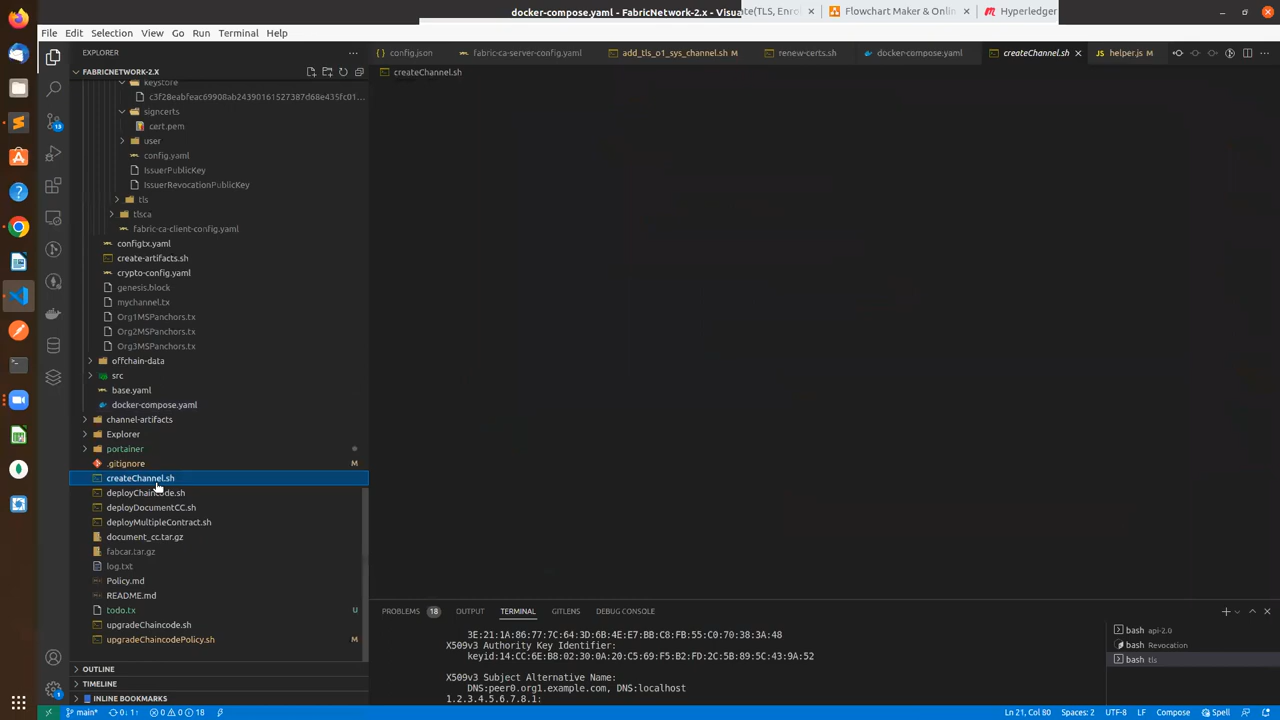 docker-compose.yaml - FabricNetwork-2.x - Visua
ate(TLS, Enro
Flowchart Maker & Onlin
Hyperledger
File Edit Selection View Go Run Terminal Help
EXPLORER
config.json
fabric-ca-server-config.yaml
add_tls_o1_sys_channel.sh M
renew-certs.sh
docker-compose.yaml
createChannel.sh
helper.js M
FABRICNETWORK-2.X
createChannel.sh
keystore
c3f28eabfeac69908ab24390161527387d68e435fc01...
signcerts
cert.pem
user
config.yaml
IssuerPublicKey
IssuerRevocationPublicKey
tls
tlsca
fabric-ca-client-config.yaml
configtx.yaml
create-artifacts.sh
crypto-config.yaml
genesis.block
mychannel.tx
Org1MSPanchors.tx
Org2MSPanchors.tx
Org3MSPanchors.tx
offchain-data
src
base.yaml
docker-compose.yaml
channel-artifacts
Explorer
portainer
.gitignore M
createChannel.sh
deployChaincode.sh
deployDocumentCC.sh
deployMultipleContract.sh
document_cc.tar.gz
fabcar.tar.gz
log.txt
Policy.md
README.md
todo.tx U
upgradeChaincode.sh
upgradeChaincodePolicy.sh M
OUTLINE
TIMELINE
INLINE BOOKMARKS
PROBLEMS 18 OUTPUT TERMINAL GITLENS DEBUG CONSOLE
3E:21:1A:86:77:7C:64:3D:6B:4E:E7:BB:C8:FB:55:C0:70:38:3A:48
X509v3 Authority Key Identifier:
keyid:14:CC:6E:B8:02:30:0A:20:C5:69:F5:B2:FD:2C:5B:89:5C:43:9A:52
X509v3 Subject Alternative Name:
DNS:peer0.org1.example.com, DNS:localhost
1.2.3.4.5.6.7.8.1:
bash api-2.0
bash Revocation
bash tls
13
1
main* 0↓ 1↑ 0 0 18
Ln 21, Col 80 Spaces: 2 UTF-8 LF Compose Spell